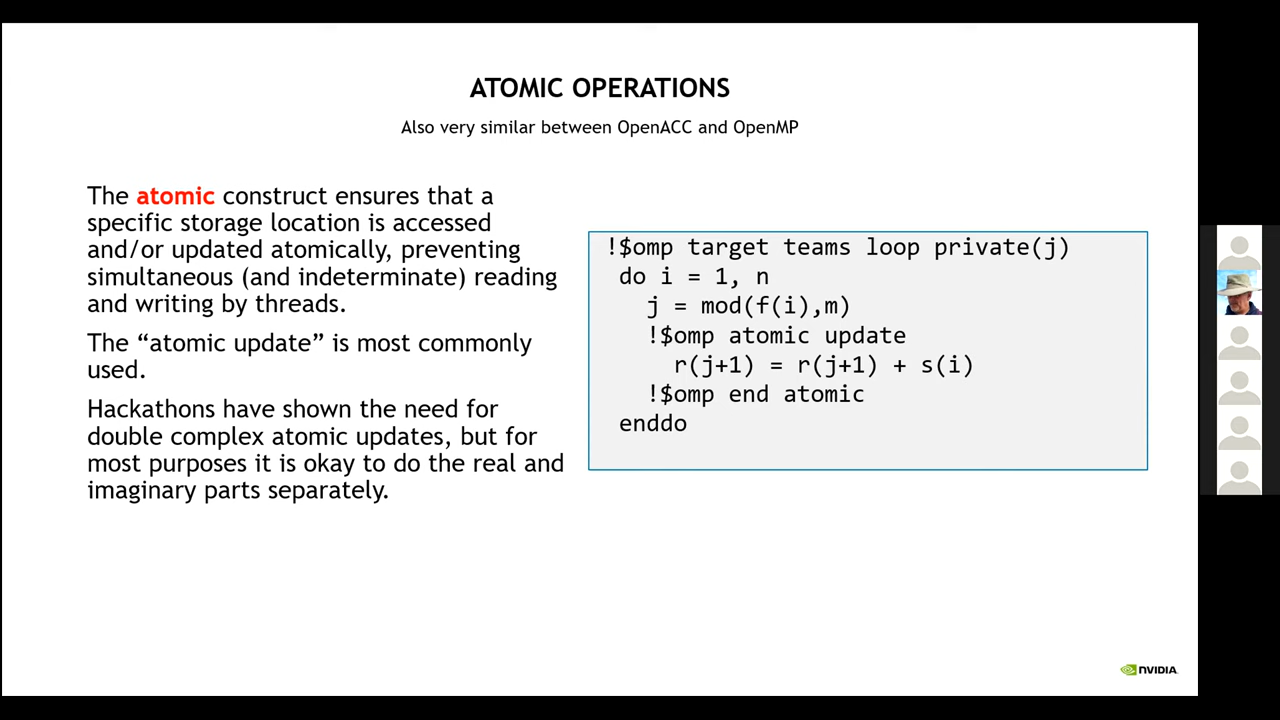 ATOMIC OPERATIONS
Also very similar between OpenACC and OpenMP
The atomic construct ensures that a
specific storage location is accessed
and/or updated atomically, preventing
simultaneous (and indeterminate) reading
and writing by threads.
The “atomic update” is most commonly
used.
Hackathons have shown the need for
double complex atomic updates, but for
most purposes it is okay to do the real and
imaginary parts separately.
!$omp target teams loop private(j)
do i = 1, n
j = mod(f(i),m)
!$omp atomic update
r(j+1) = r(j+1) + s(i)
!$omp end atomic
enddo
NVIDIA